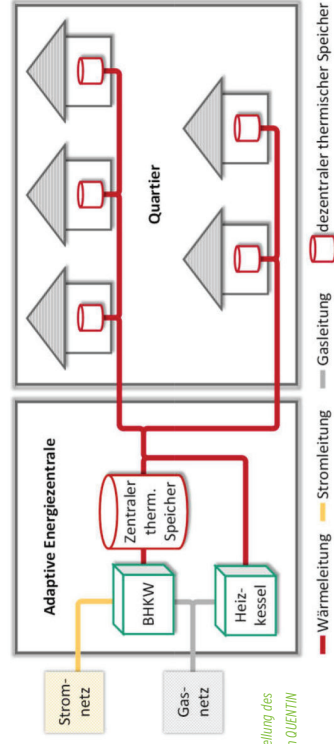 Adaptive Energiezentrale
Strom-
netz
Gas-
netz
BHKW
Zentraler
therm.
Speicher
Heiz-
kessel
Quartier
Wärmeleitung
Stromleitung
Gasleitung
dezentraler thermischer Speicher
des
QUENTIN